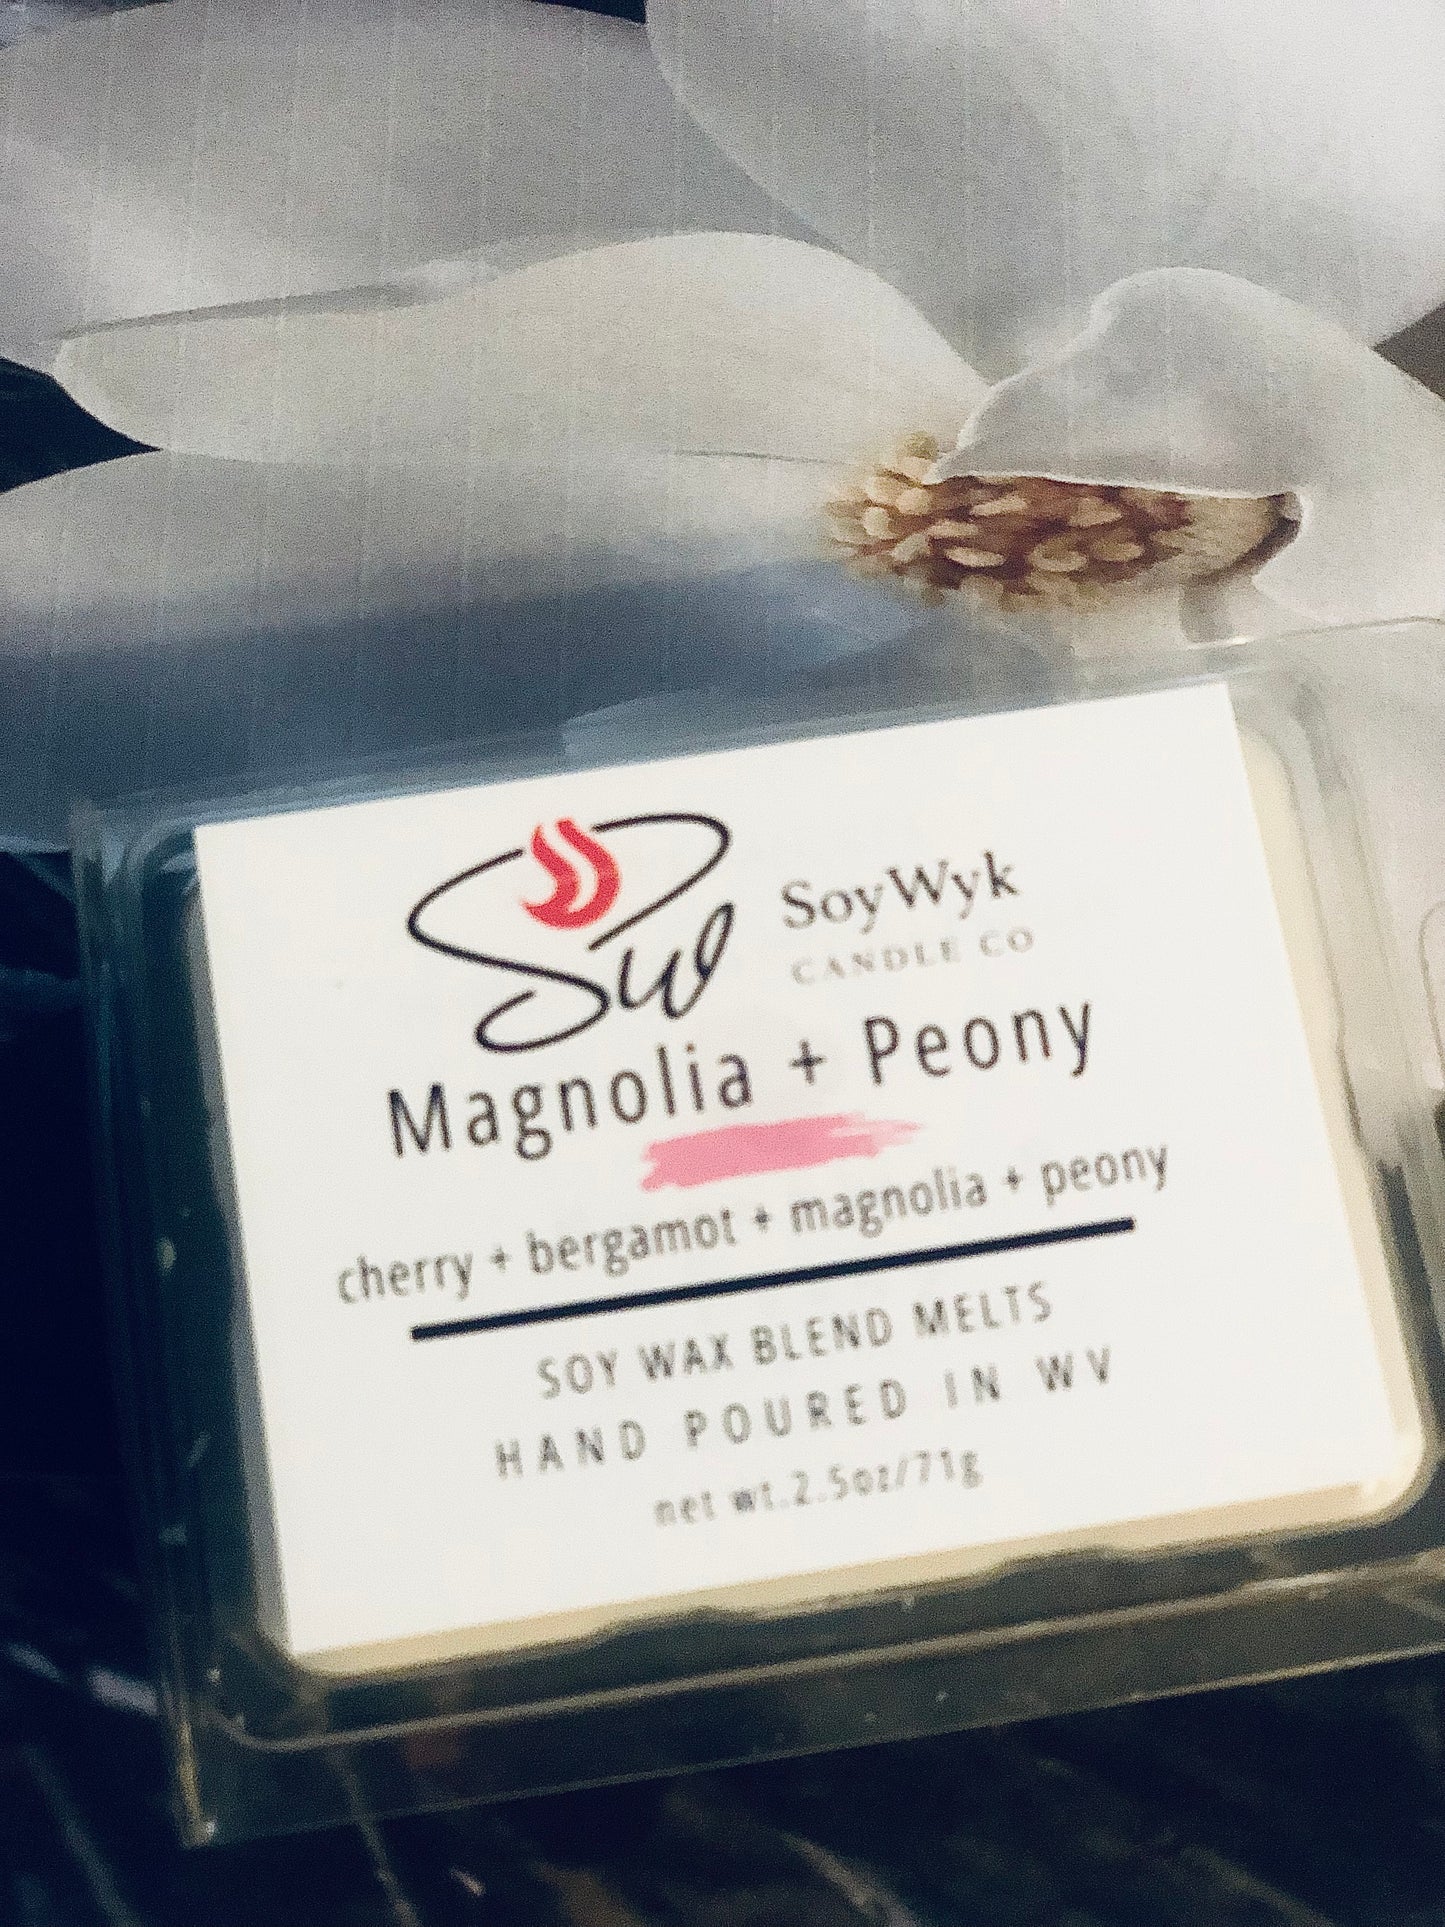 Sw
SoyWyk
CANDLE CO
Magnolia + Peony
cherry + bergamot + magnolia + peony
SOY WAX BLEND MELTS
HAND POURED IN WV
net wt.2.5oz/71g